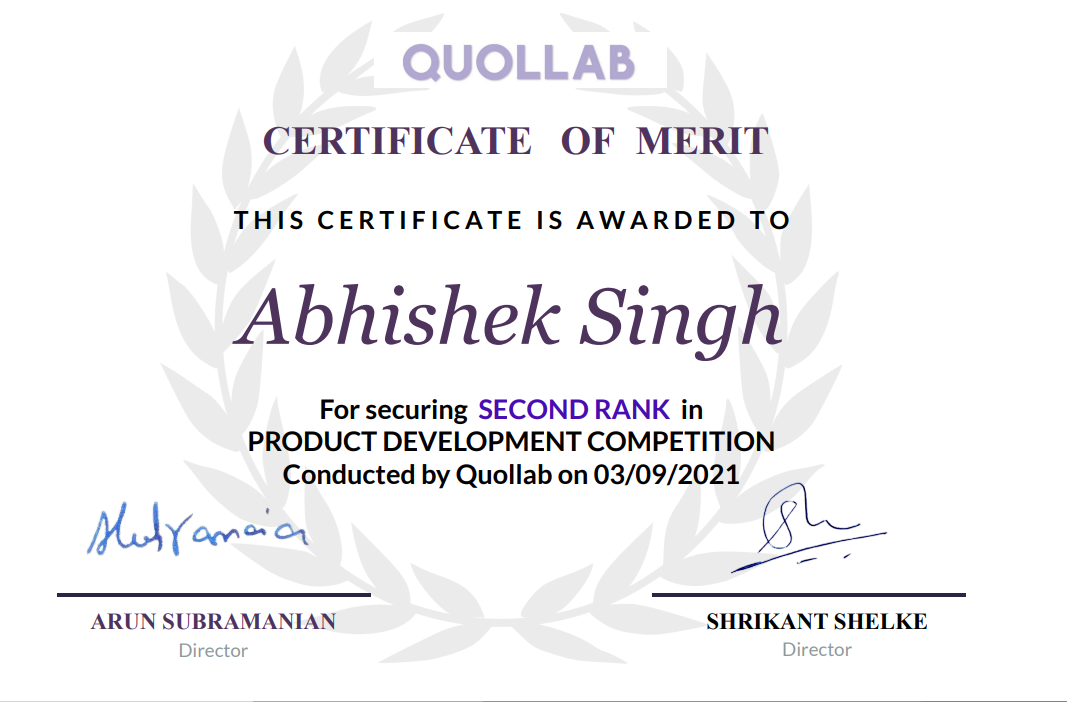 QUOLLAB
CERTIFICATE OF MERIT
THIS CERTIFICATE IS AWARDED TO
Abhishek Singh
For securing SECOND RANK in
PRODUCT DEVELOPMENT COMPETITION
Conducted by Quollab on 03/09/2021
ARUN SUBRAMANIAN
Director
SHRIKANT SHELKE
Director